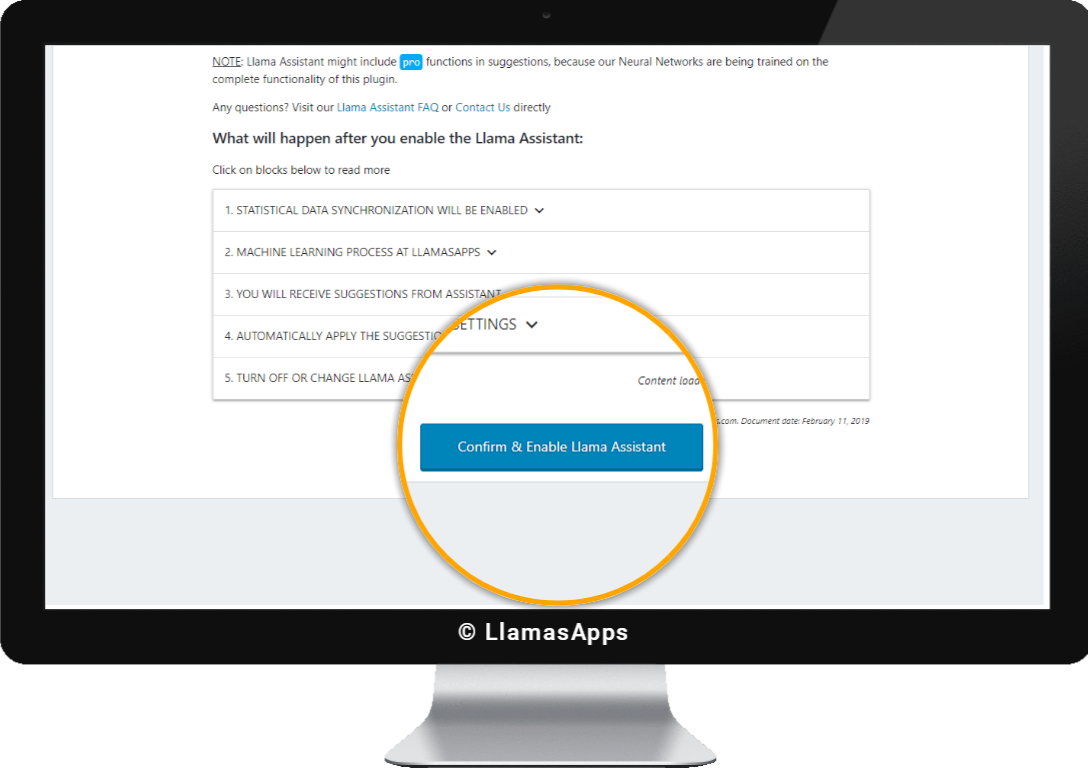 NOTE: Llama Assistant might include pro functions in suggestions, because our Neural Networks are being trained on the
complete functionality of this plugin.
Any questions? Visit our Llama Assistant FAQ or Contact Us directly
What will happen after you enable the Llama Assistant:
Click on blocks below to read more
1. STATISTICAL DATA SYNCHRONIZATION WILL BE ENABLED
2. MACHINE LEARNING PROCESS AT LLAMASAPPS
3. YOU WILL RECEIVE SUGGESTIONS FROM ASSISTANT
SETTINGS
4. AUTOMATICALLY APPLY THE SUGGESTIO
5. TURN OFF OR CHANGE LLAMA AS
Content load
s.com. Document date: February 11, 2019
Confirm & Enable Llama Assistant
© LlamasApps